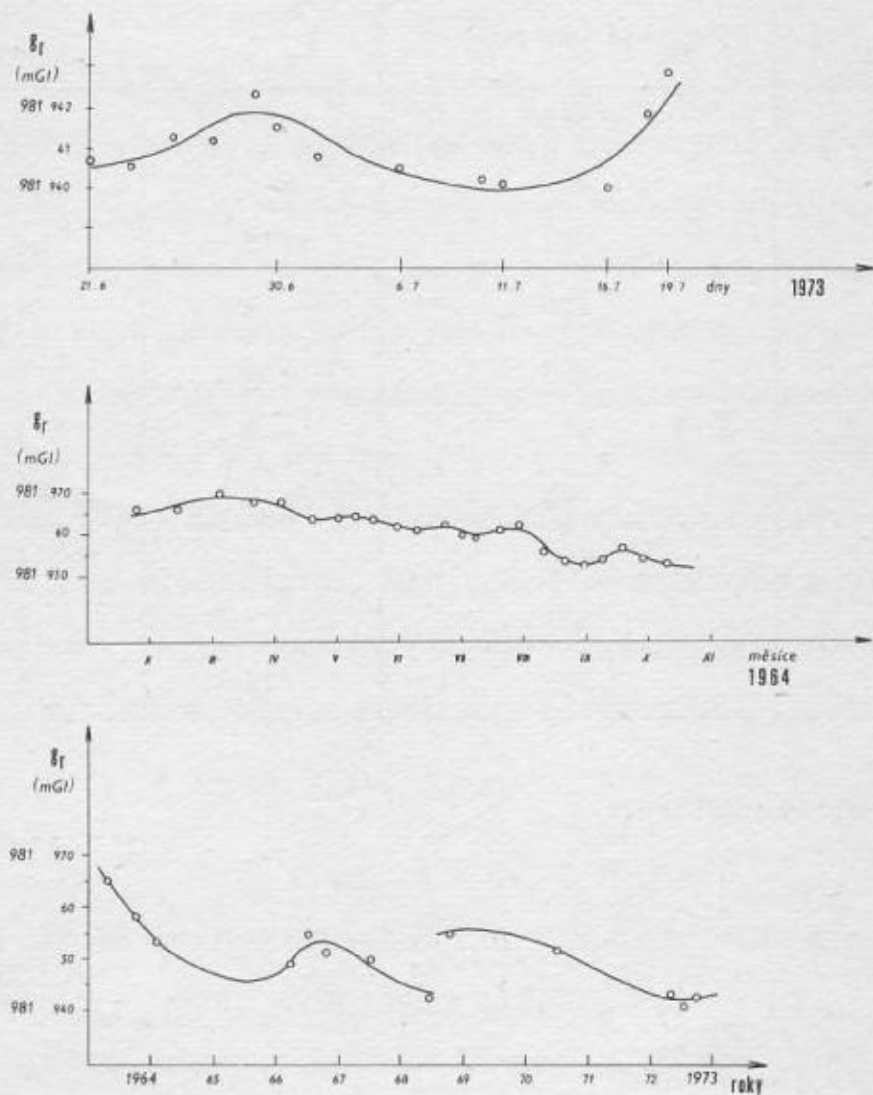 gr
(mGl)
981 942
41
981 940
21.6 30.6 6.7 11.7 16.7 19.7 dny 1973
gr
(mGl)
981 970
60
981 950
II III IV V VI VII VIII IX X XI měsíce
1964
gr
(mGl)
981 970
60
50
981 940
1964 65 66 67 68 69 70 71 72 1973 roky